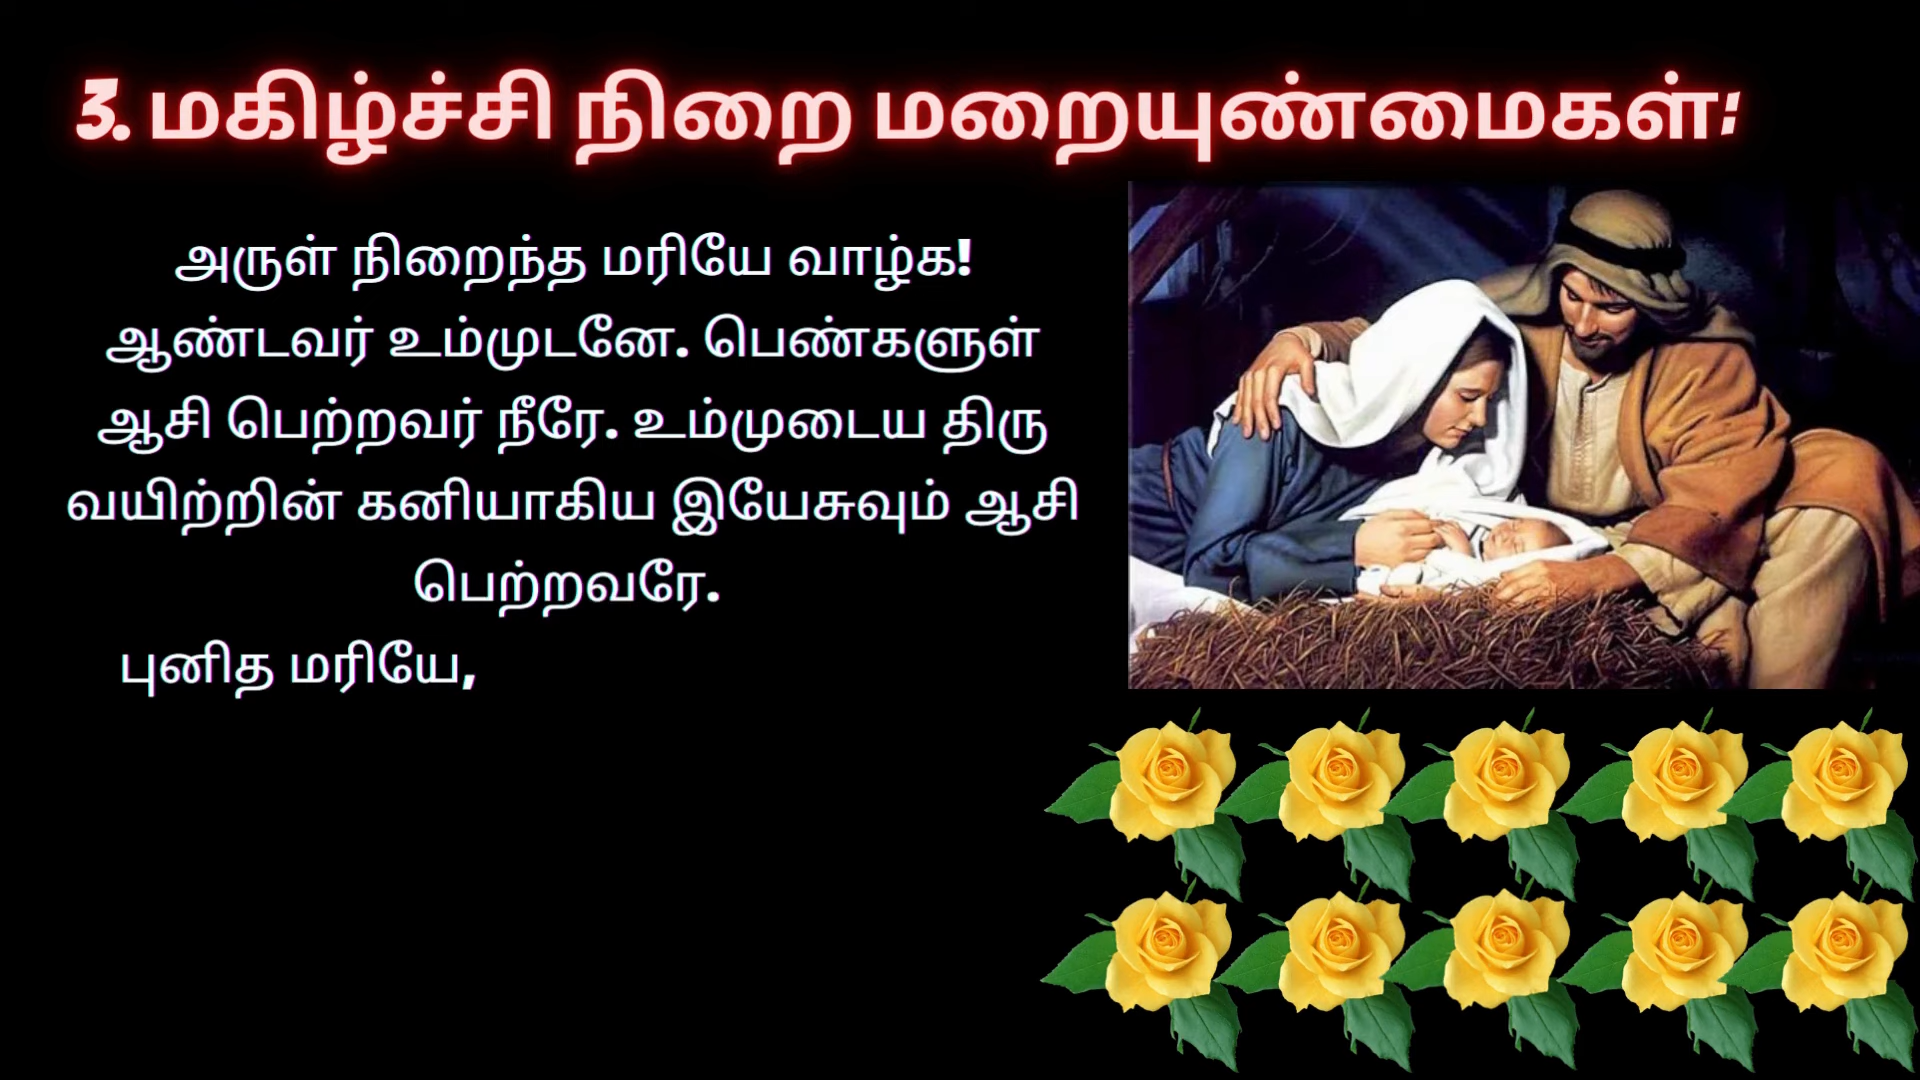 3. மகிழ்ச்சி நிறை மறையுண்மைகள்:
அருள் நிறைந்த மரியே வாழ்க!
ஆண்டவர் உம்முடனே. பெண்களுள்
ஆசி பெற்றவர் நீரே. உம்முடைய திரு
வயிற்றின் கனியாகிய இயேசுவும் ஆசி
பெற்றவரே.
புனித மரியே,